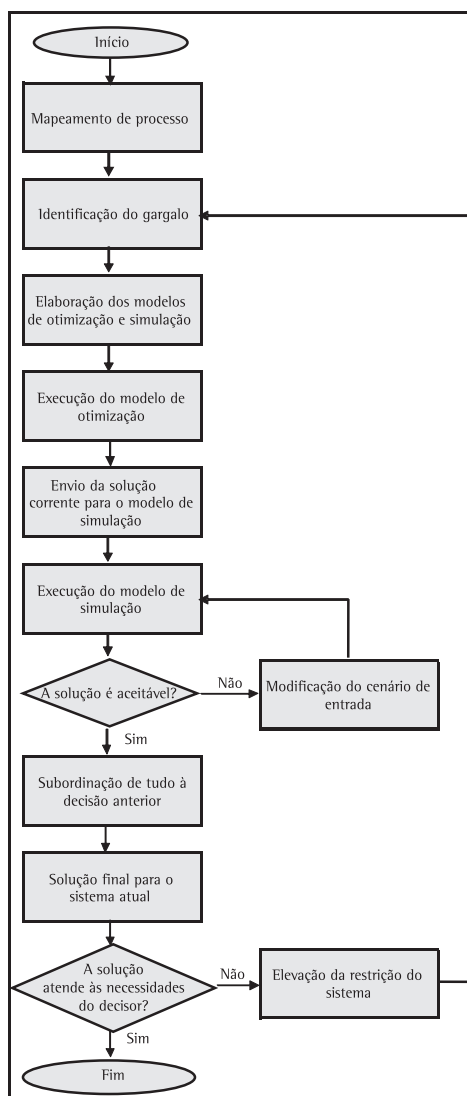 Início
Mapeamento de processo
Identificação do gargalo
Elaboração dos modelos
de otimização e simulação
Execução do modelo de
otimização
Envio da solução
corrente para o modelo de
simulação
Execução do modelo de
simulação
A solução é aceitável?
Não
Modificação do cenário de
entrada
Sim
Subordinação de tudo à
decisão anterior
Solução final para o
sistema atual
A solução
atende às necessidades
do decisor?
Não
Elevação da restrição do
sistema
Sim
Fim